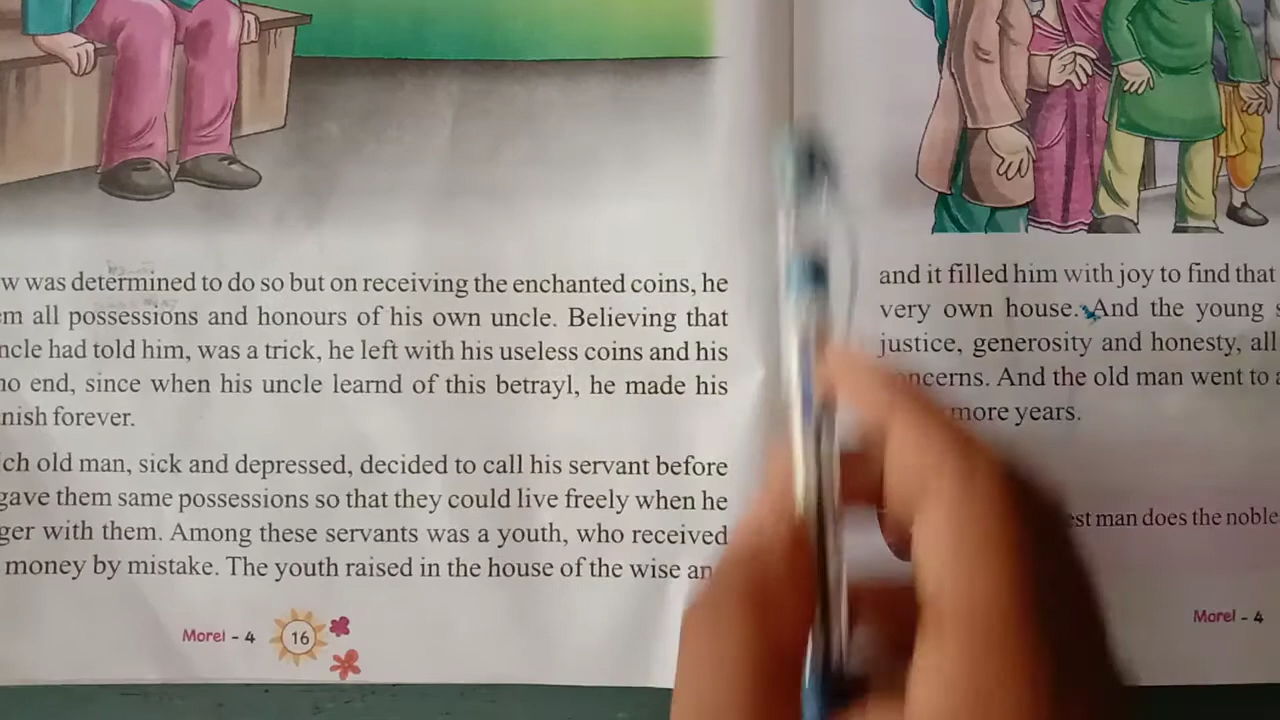 w was determined to do so but on receiving the enchanted coins, he
em all possessions and honours of his own uncle. Believing that
ncle had told him, was a trick, he left with his useless coins and his
no end, since when his uncle learnd of this betrayl, he made his
nish forever.
ch old man, sick and depressed, decided to call his servant before
gave them same possessions so that they could live freely when he
ger with them. Among these servants was a youth, who received
money by mistake. The youth raised in the house of the wise an
Morel - 4
16
and it filled him with joy to find that
very own house. And the young s
justice, generosity and honesty, all
ncerns. And the old man went to a
more years.
est man does the noble
Morel - 4